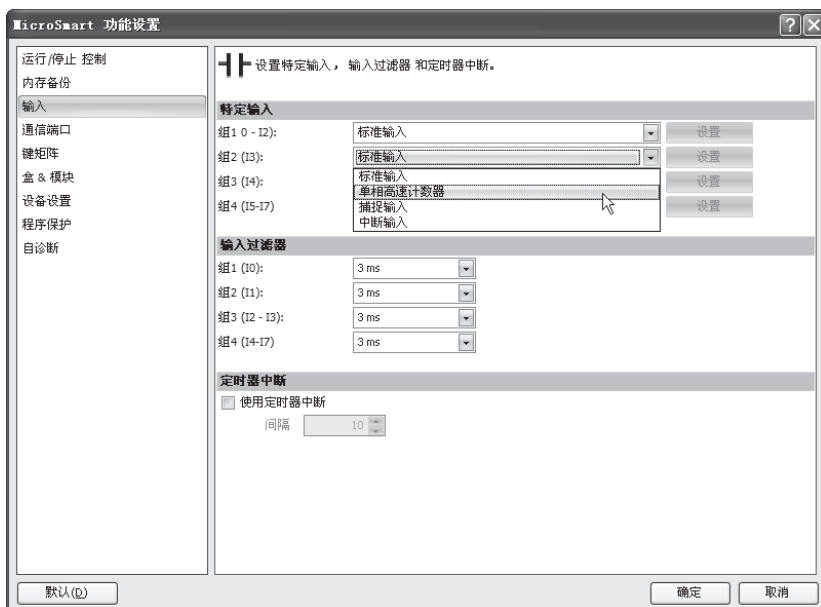 MicroSmart 功能设置
运行/停止 控制
内存备份
输入
通信端口
键矩阵
盒 & 模块
设备设置
程序保护
自诊断
设置特定输入, 输入过滤器 和定时器中断。
特定输入
组1 0 - I2): 标准输入 设置
组2 (I3): 标准输入 设置
组3 (I4): 标准输入 设置
单相高速计数器
组4 (I5-I7) 捕捉输入 设置
中断输入
输入过滤器
组1 (I0): 3 ms
组2 (I1): 3 ms
组3 (I2 - I3): 3 ms
组4 (I4-I7) 3 ms
定时器中断
使用定时器中断
间隔 10
默认(D) 确定 取消